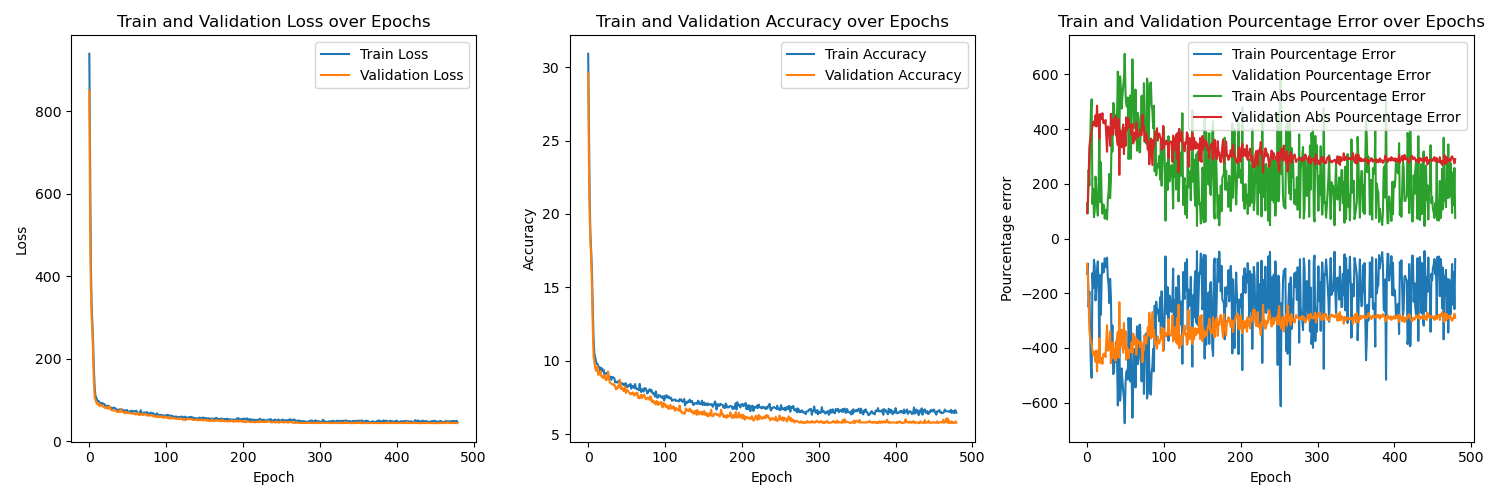 Train and Validation Loss over Epochs
Train Loss
Validation Loss
800
600
400
200
0
Loss
0 100 200 300 400 500
Epoch
Train and Validation Accuracy over Epochs
Train Accuracy
Validation Accuracy
30
25
20
15
10
5
Accuracy
0 100 200 300 400 500
Epoch
Train and Validation Pourcentage Error over Epochs
Train Pourcentage Error
Validation Pourcentage Error
Train Abs Pourcentage Error
Validation Abs Pourcentage Error
600
400
200
0
−200
−400
−600
Pourcentage error
0 100 200 300 400 500
Epoch